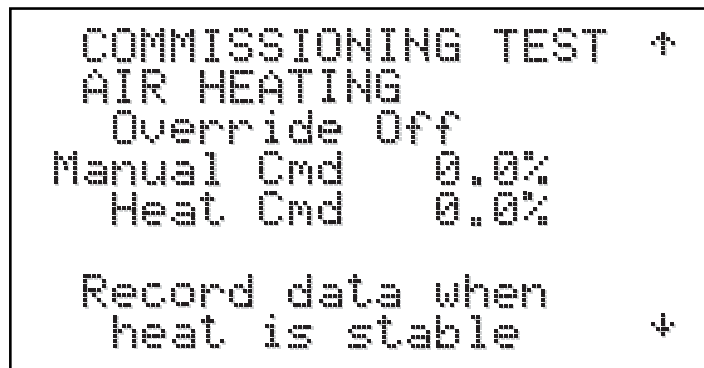 COMMISSIONING TEST ↑
AIR HEATING
Override Off
Manual Cmd 0.0%
Heat Cmd 0.0%
Record data when
heat is stable ↓